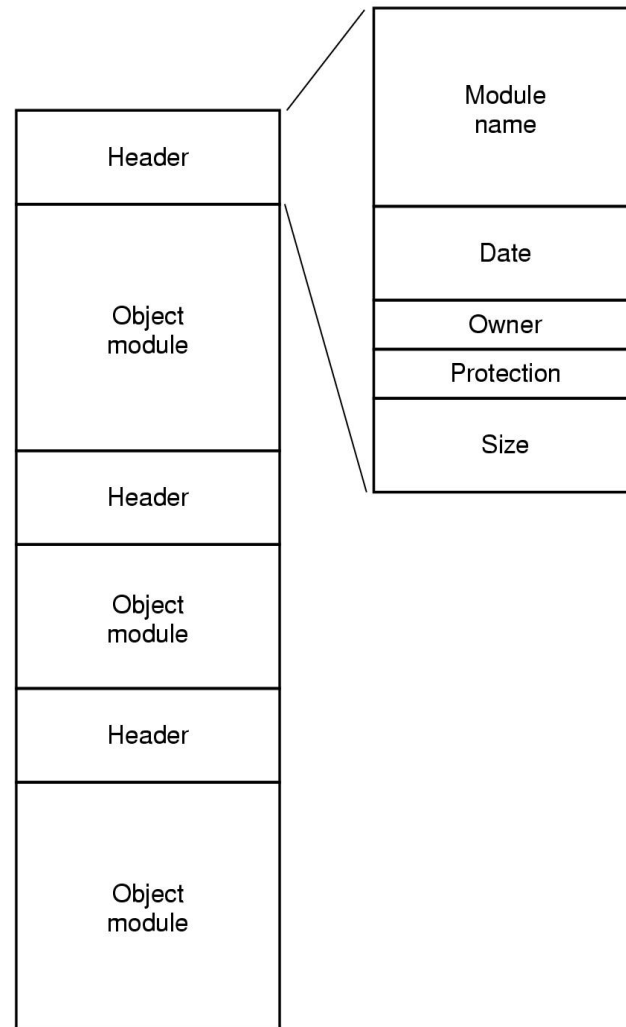 Header
Object
module
Header
Object
module
Header
Object
module
Module
name
Date
Owner
Protection
Size